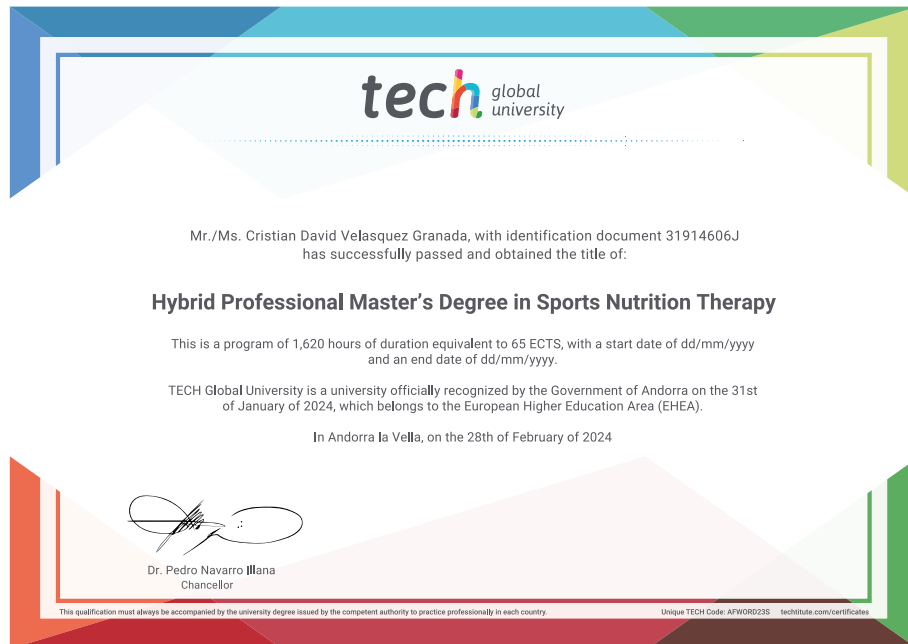 tech global university
Mr./Ms. Cristian David Velasquez Granada, with identification document 31914606J
has successfully passed and obtained the title of:
Hybrid Professional Master's Degree in Sports Nutrition Therapy
This is a program of 1,620 hours of duration equivalent to 65 ECTS, with a start date of dd/mm/yyyy
and an end date of dd/mm/yyyy.
TECH Global University is a university officially recognized by the Government of Andorra on the 31st
of January of 2024, which belongs to the European Higher Education Area (EHEA).
In Andorra la Vella, on the 28th of February of 2024
Dr. Pedro Navarro Illana
Chancellor
This qualification must always be accompanied by the university degree issued by the competent authority to practice professionally in each country. Unique TECH Code: AFWORD23S techtitute.com/certificates